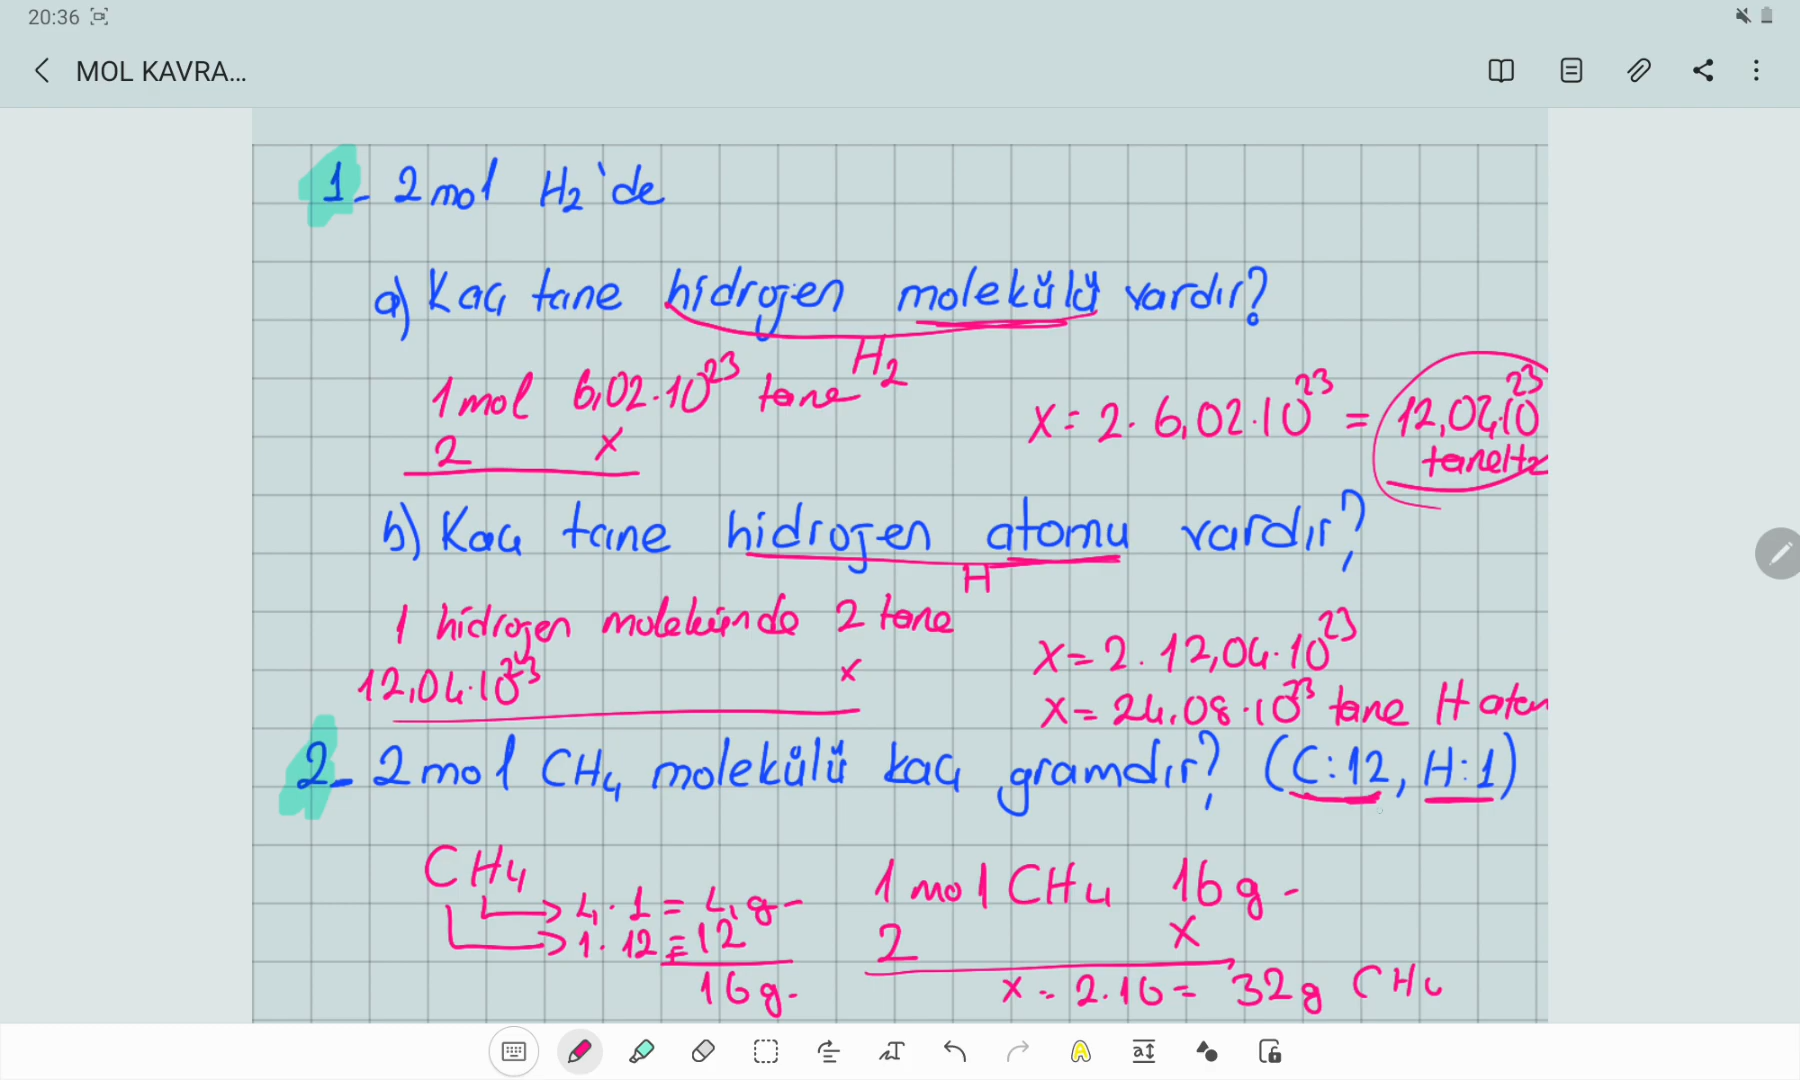 20:36
MOL KAVRA...
1- 2 mol H₂'de
a) Kaç tane hidrojen molekülü vardır?
H₂
1 mol 6,02.10²³ tane
2 x
x = 2. 6,02.10²³ = 12,04.10²³
tane H₂
b) Kaç tane hidrojen atomu vardır?
H
1 hidrojen molekünde 2 tane
12,04.10²³ x
x = 2. 12,04.10²³
x = 24,08.10²³ tane H atom
2- 2 mol CH₄ molekülü kaç gramdır? (C:12, H:1)
CH₄
4.1 = 4 g-
1.12 = 12
16 g.
1 mol CH₄ 16 g-
2 x
x = 2.16 = 32 g CH₄